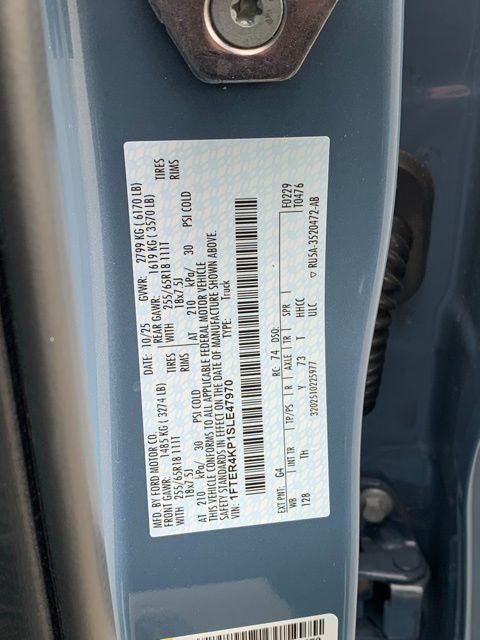 MFD. BY FORD MOTOR CO. DATE: 10/25 GVWR: 2799 KG ( 6170 LB)
FRONT GAWR: 1485 KG ( 3274 LB) REAR GAWR: 1619 KG ( 3570 LB)
WITH 255/65R18 111T TIRES WITH 255/65R18 111T TIRES
18x7.5J RIMS 18x7.5J RIMS
AT 210 kPa/ 30 PSI COLD AT 210 kPa/ 30 PSI COLD
THIS VEHICLE CONFORMS TO ALL APPLICABLE FEDERAL MOTOR VEHICLE
SAFETY STANDARDS IN EFFECT ON THE DATE OF MANUFACTURE SHOWN ABOVE.
VIN: 1FTER4KP1SLE47970 TYPE: Truck
F0229
T0476
EXT PNT: G4 RC: 74 DSO:
WB INT TR TP/PS R AXLE TR SPR
128 TH Y 73 T HHCC
3202510225977 ULC
▽ RU5A-3520472-AB